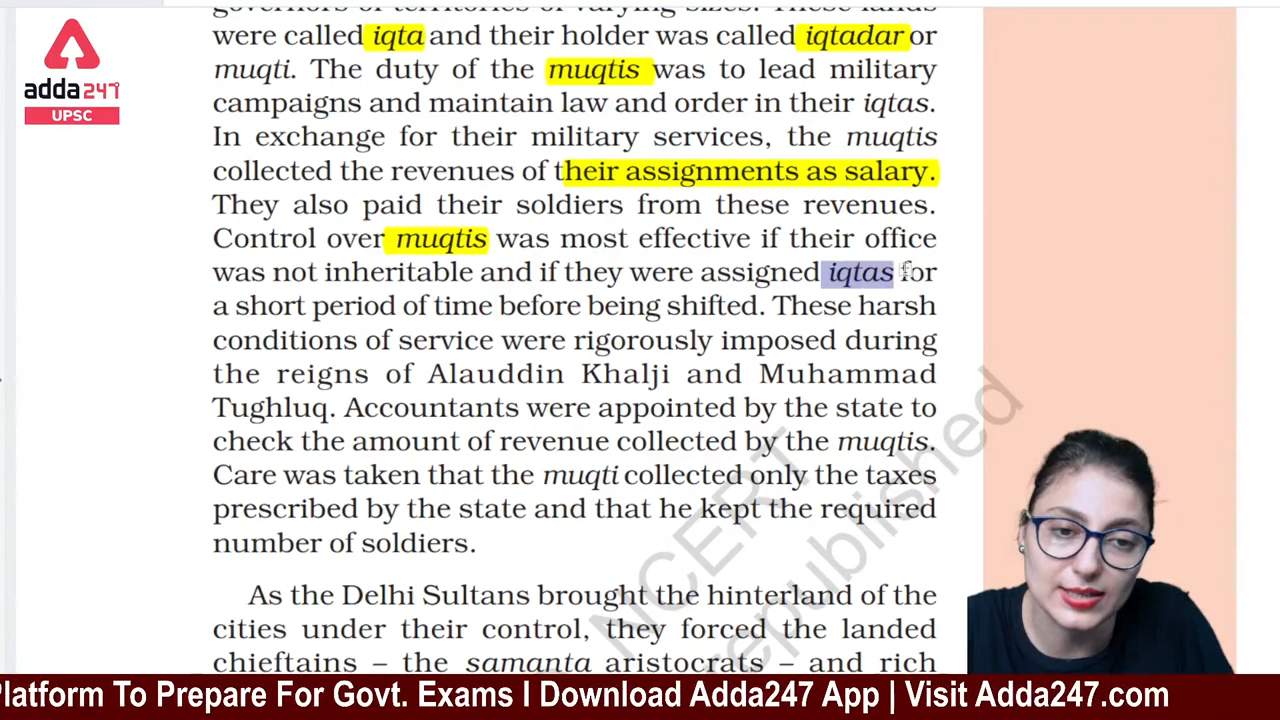 governors of territories of varying sizes. These lands
were called iqta and their holder was called iqtadar or
muqti. The duty of the muqtis was to lead military
campaigns and maintain law and order in their iqtas.
In exchange for their military services, the muqtis
collected the revenues of their assignments as salary.
They also paid their soldiers from these revenues.
Control over muqtis was most effective if their office
was not inheritable and if they were assigned iqtas for
a short period of time before being shifted. These harsh
conditions of service were rigorously imposed during
the reigns of Alauddin Khalji and Muhammad
Tughluq. Accountants were appointed by the state to
check the amount of revenue collected by the muqtis.
Care was taken that the muqti collected only the taxes
prescribed by the state and that he kept the required
number of soldiers.
As the Delhi Sultans brought the hinterland of the
cities under their control, they forced the landed
chieftains – the samanta aristocrats – and rich
adda247
UPSC
NCERT
republished
Platform To Prepare For Govt. Exams I Download Adda247 App | Visit Adda247.com